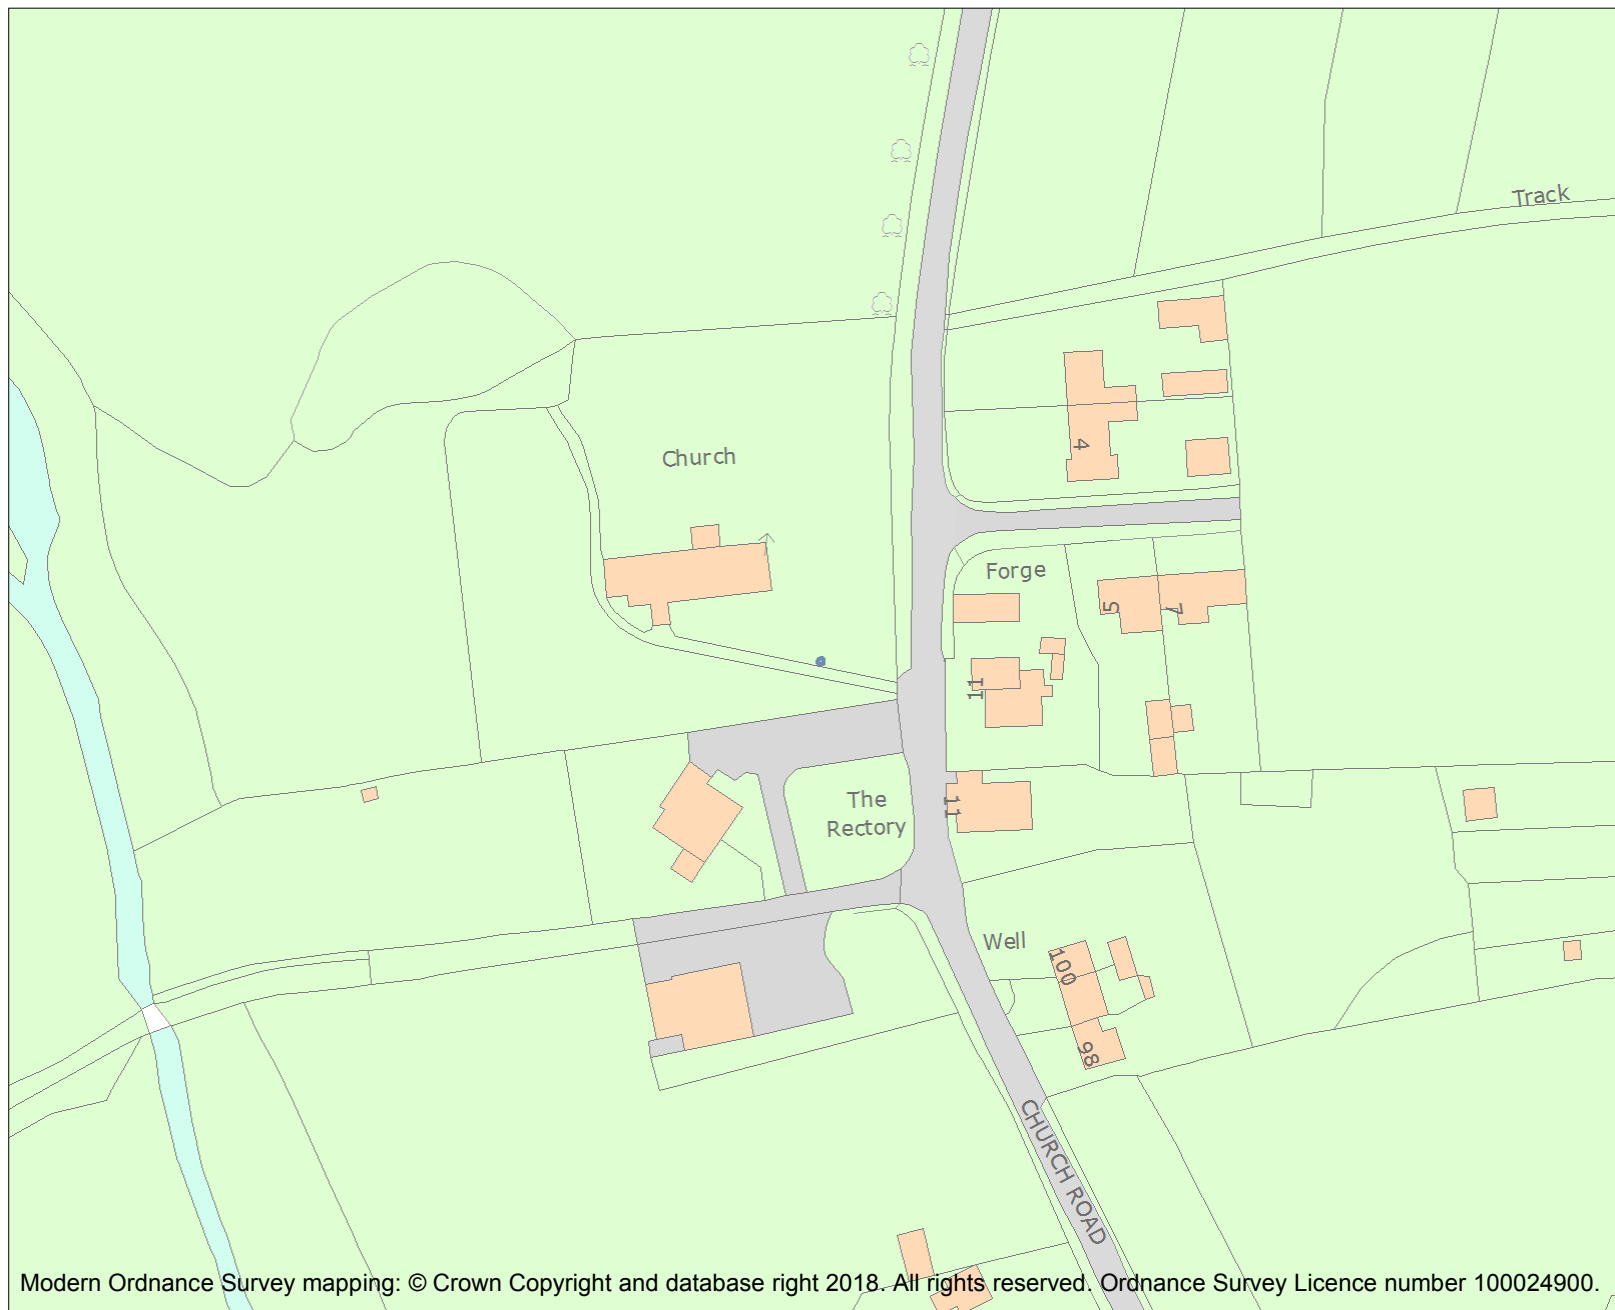 Track
4
Church
Forge
5
7
11
The
Rectory
11
Well
100
98
CHURCH ROAD
Modern Ordnance Survey mapping: © Crown Copyright and database right 2018. All rights reserved. Ordnance Survey Licence number 100024900.